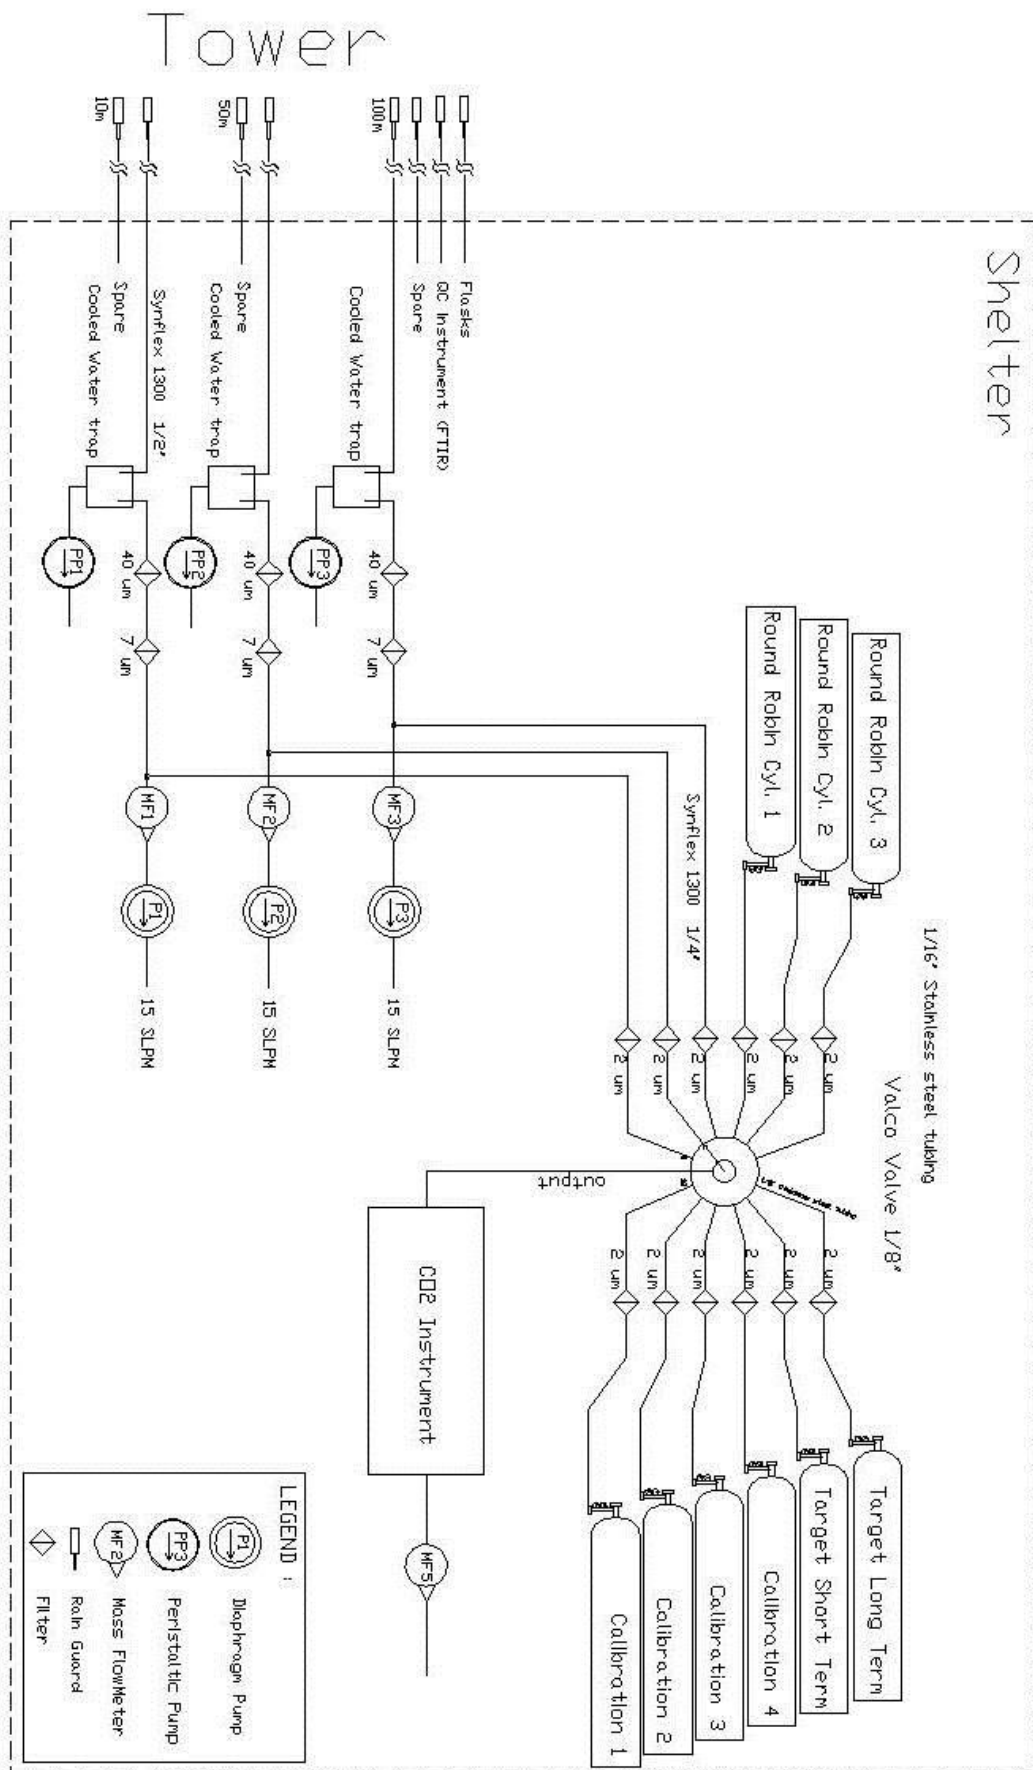 Tower
Shelter
10m
50m
100m
Spare
Synflex 1300 1/2"
Cooled Water trap
Spare
Cooled Water trap
Cooled Water trap
Spare
QC Instrument (FTIR)
Flasks
PP1
PP2
PP3
40 um
40 um
40 um
7 um
7 um
7 um
MF1
MF2
MF3
P1
P2
P3
15 SLPM
15 SLPM
15 SLPM
Synflex 1300 1/4"
Round Robin Cyl. 1
Round Robin Cyl. 2
Round Robin Cyl. 3
1/16" Stainless steel tubing
Valco Valve 1/8"
2 um
2 um
2 um
2 um
2 um
2 um
output
2 um
2 um
2 um
2 um
2 um
2 um
CO2 Instrument
MF5
Target Long Term
Target Short Term
Calibration 4
Calibration 3
Calibration 2
Calibration 1
LEGEND :
P1 Diaphragm Pump
PP3 Peristaltic Pump
MF2 Mass FlowMeter
Rain Guard
Filter